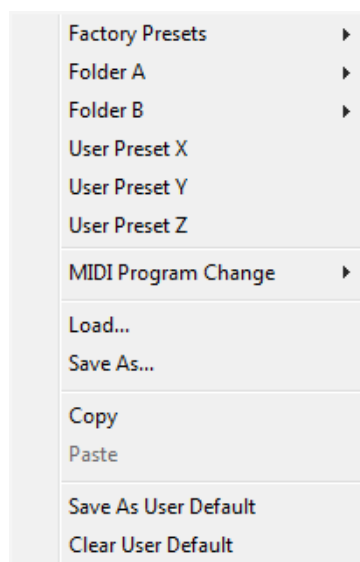 Factory Presets
Folder A
Folder B
User Preset X
User Preset Y
User Preset Z
MIDI Program Change
Load...
Save As...
Copy
Paste
Save As User Default
Clear User Default